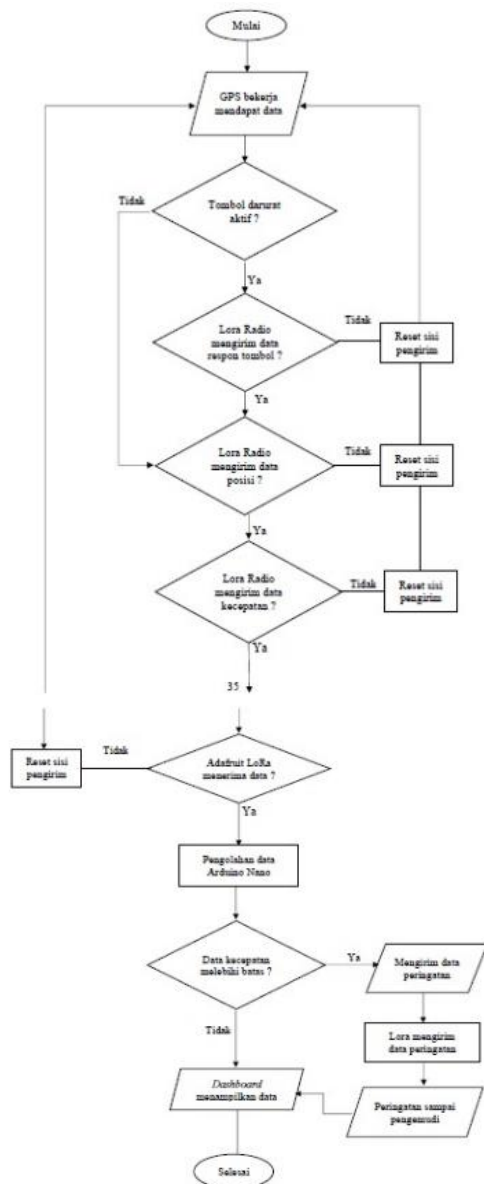 Mulai
GPS bekerja
mendapat data
Tidak
Tombol darurat
aktif ?
Ya
Lora Radio
mengirim data
respon tombol ?
Tidak
Reset sisi
pengirim
Ya
Lora Radio
mengirim data
posisi ?
Tidak
Reset sisi
pengirim
Ya
Lora Radio
mengirim data
kecepatan ?
Tidak
Reset sisi
pengirim
Ya
35
Reset sisi
pengirim
Tidak
Adafruit LoRa
menerima data ?
Ya
Pengolahan data
Arduino Nano
Data kecepatan
melebihi batas ?
Ya
Mengirim data
peringatan
Lora mengirim
data peringatan
Tidak
Dashboard
menampilkan data
Peringatan sampai
pengemudi
Selesai